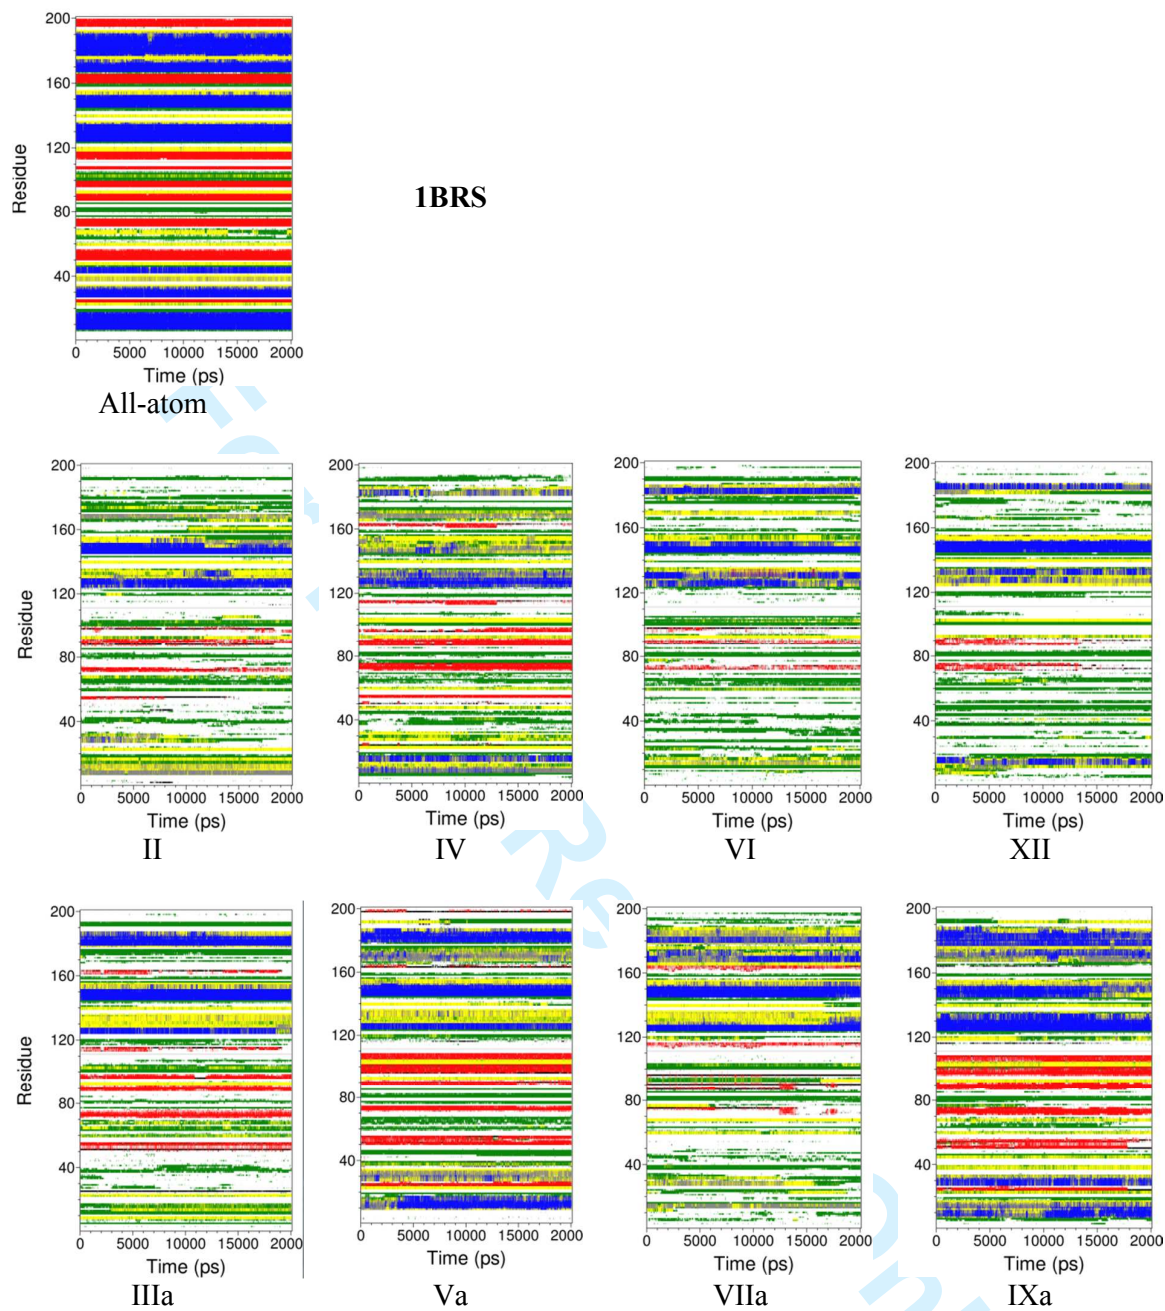 200
160
120
80
40
Residue
0 5000 10000 15000 2000
Time (ps)
All-atom
1BRS
200 200 200 200
160 160 160 160
120 120 120 120
80 80 80 80
40 40 40 40
Residue
0 5000 10000 15000 2000 0 5000 10000 15000 2000 0 5000 10000 15000 2000 0 5000 10000 15000 2000
Time (ps) Time (ps) Time (ps) Time (ps)
II IV VI XII
200 200 200 200
160 160 160 160
120 120 120 120
80 80 80 80
40 40 40 40
Residue
0 5000 10000 15000 2000 0 5000 10000 15000 2000 0 5000 10000 15000 2000 0 5000 10000 15000 2000
Time (ps) Time (ps) Time (ps) Time (ps)
IIIa Va VIIa IXa